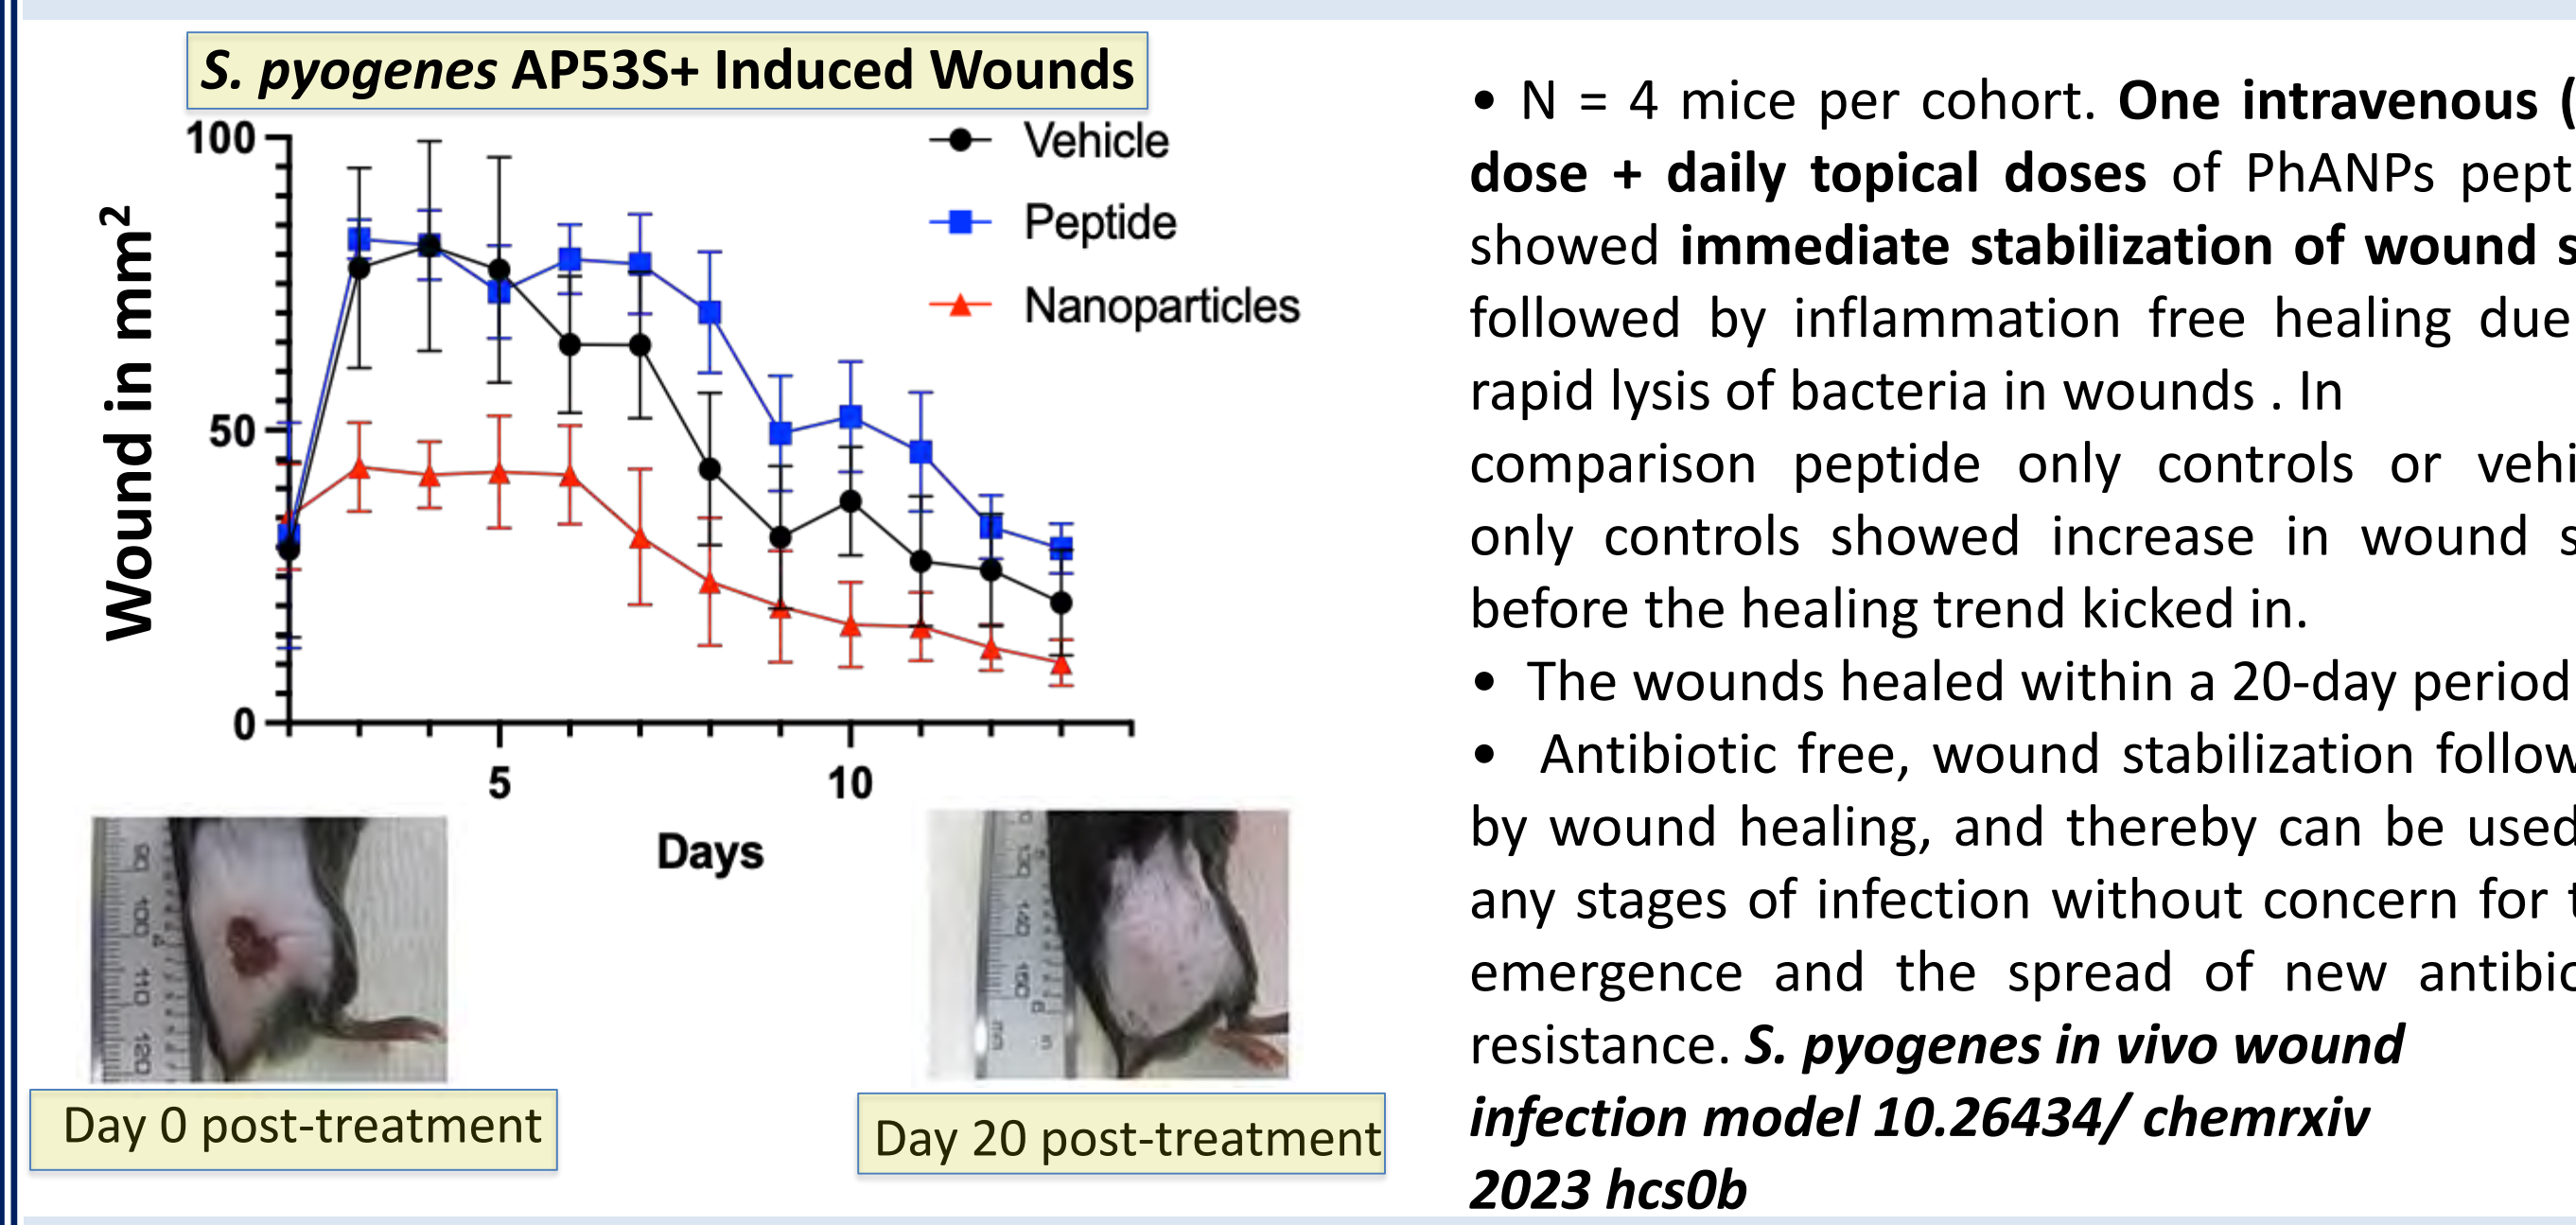 S. pyogenes AP53S+ Induced Wounds
100
50
0
5
10
Wound in mm²
Days
Vehicle
Peptide
Nanoparticles
90
100
110
120
130
Day 0 post-treatment
Day 20 post-treatment
• N = 4 mice per cohort. One intravenous (
dose + daily topical doses of PhANPs pept
showed immediate stabilization of wound s
followed by inflammation free healing due
rapid lysis of bacteria in wounds . In
comparison peptide only controls or vehi
only controls showed increase in wound s
before the healing trend kicked in.
• The wounds healed within a 20-day period
• Antibiotic free, wound stabilization follow
by wound healing, and thereby can be used
any stages of infection without concern for t
emergence and the spread of new antibio
resistance. S. pyogenes in vivo wound
infection model 10.26434/ chemrxiv
2023 hcs0b